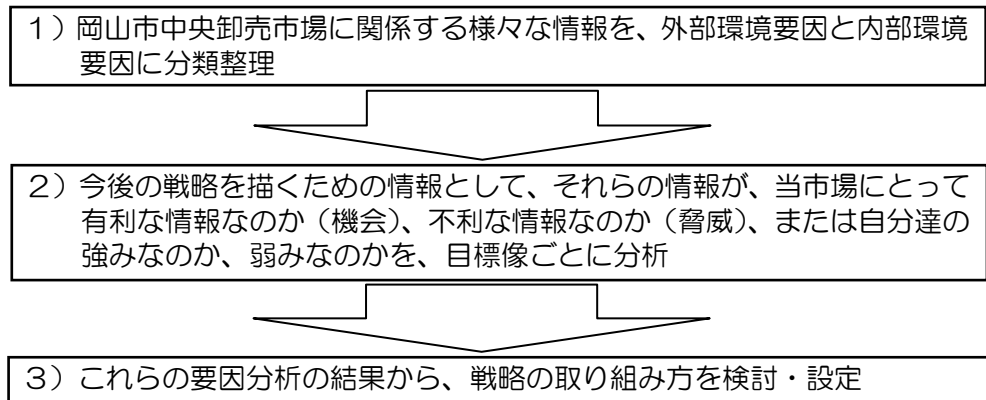 １）岡山市中央卸売市場に関係する様々な情報を、外部環境要因と内部環境
要因に分類整理
２）今後の戦略を描くための情報として、それらの情報が、当市場にとって
有利な情報なのか（機会）、不利な情報なのか（脅威）、または自分達の
強みなのか、弱みなのかを、目標像ごとに分析
３）これらの要因分析の結果から、戦略の取り組み方を検討・設定